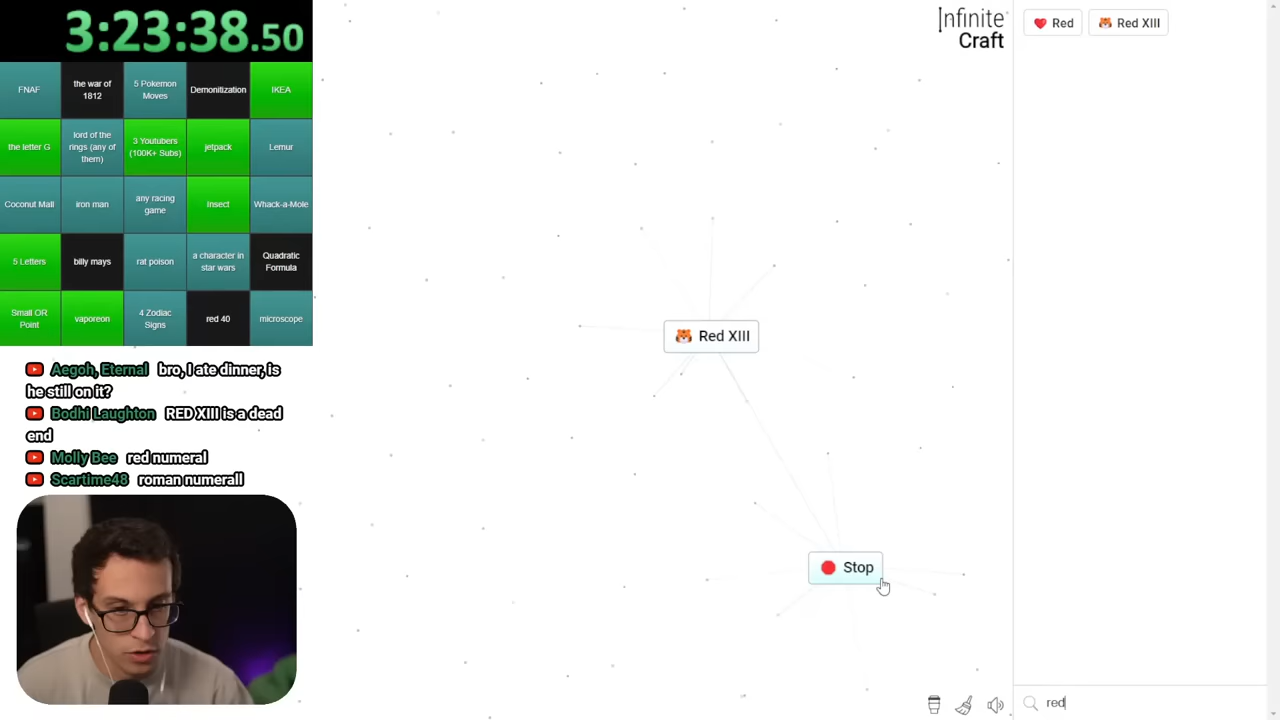 3:23:38.50
Infinite
Craft
Red
Red XIII
FNAF
the war of
1812
5 Pokemon
Moves
Demonitization
IKEA
the letter G
lord of the
rings (any of
them)
3 Youtubers
(100K+ Subs)
jetpack
Lemur
Coconut Mall
iron man
any racing
game
Insect
Whack-a-Mole
5 Letters
billy mays
rat poison
a character in
star wars
Quadratic
Formula
Small OR
Point
vaporeon
4 Zodiac
Signs
red 40
microscope
Red XIII
Stop
Aegoh, Eternal bro, I ate dinner, is
he still on it?
Bodhi Laughton RED XIII is a dead
end
Molly Bee red numeral
Scartime48 roman numerall
red